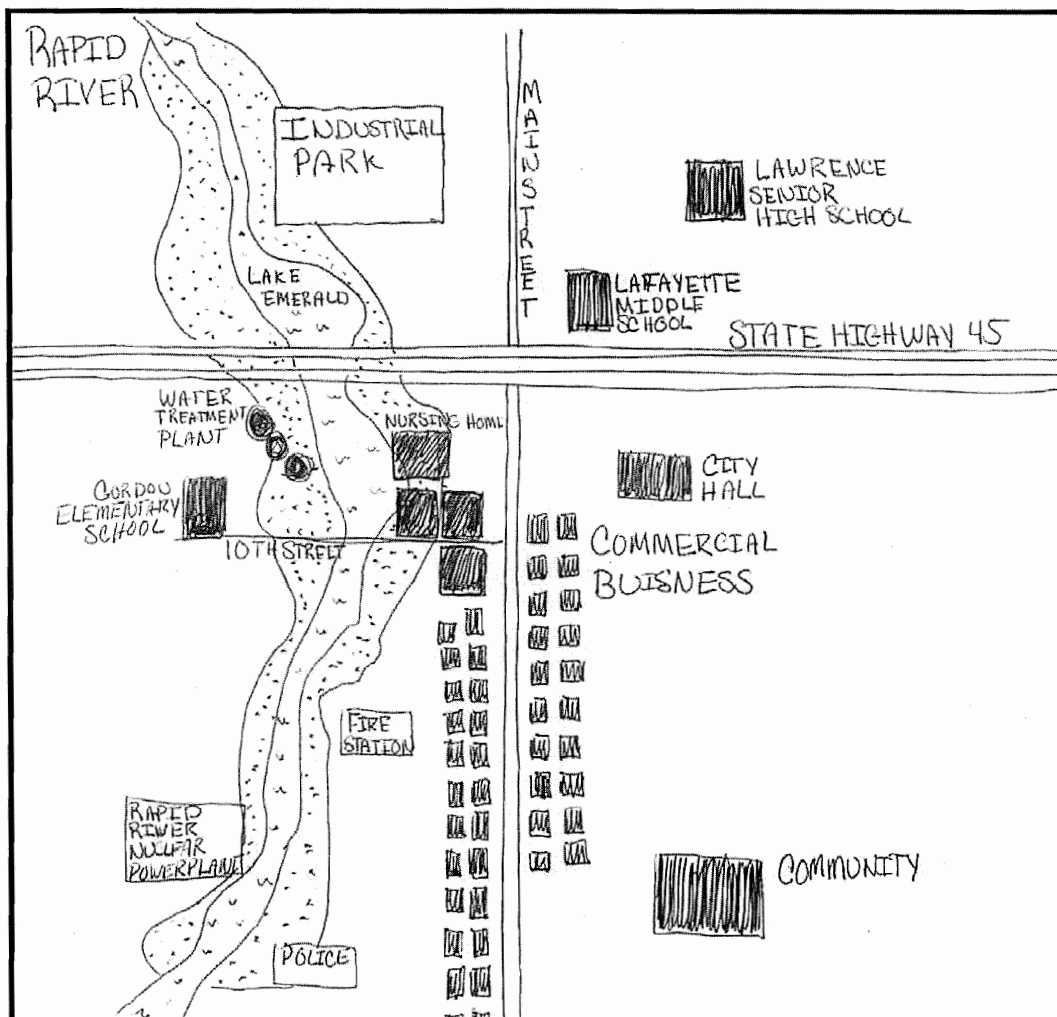 RAPID
RIVER
INDUSTRIAL
PARK
MAINSTREET
LAWRENCE
SENIOR
HIGH SCHOOL
LAKE
EMERALD
LAFAYETTE
MIDDLE
SCHOOL
STATE HIGHWAY 45
WATER
TREATMENT
PLANT
NURSING HOME
CITY
HALL
GORDON
ELEMENTARY
SCHOOL
10TH STREET
COMMERCIAL
BUISNESS
FIRE
STATION
RAPID
RIVER
NUCLEAR
POWERPLANT
COMMUNITY
POLICE